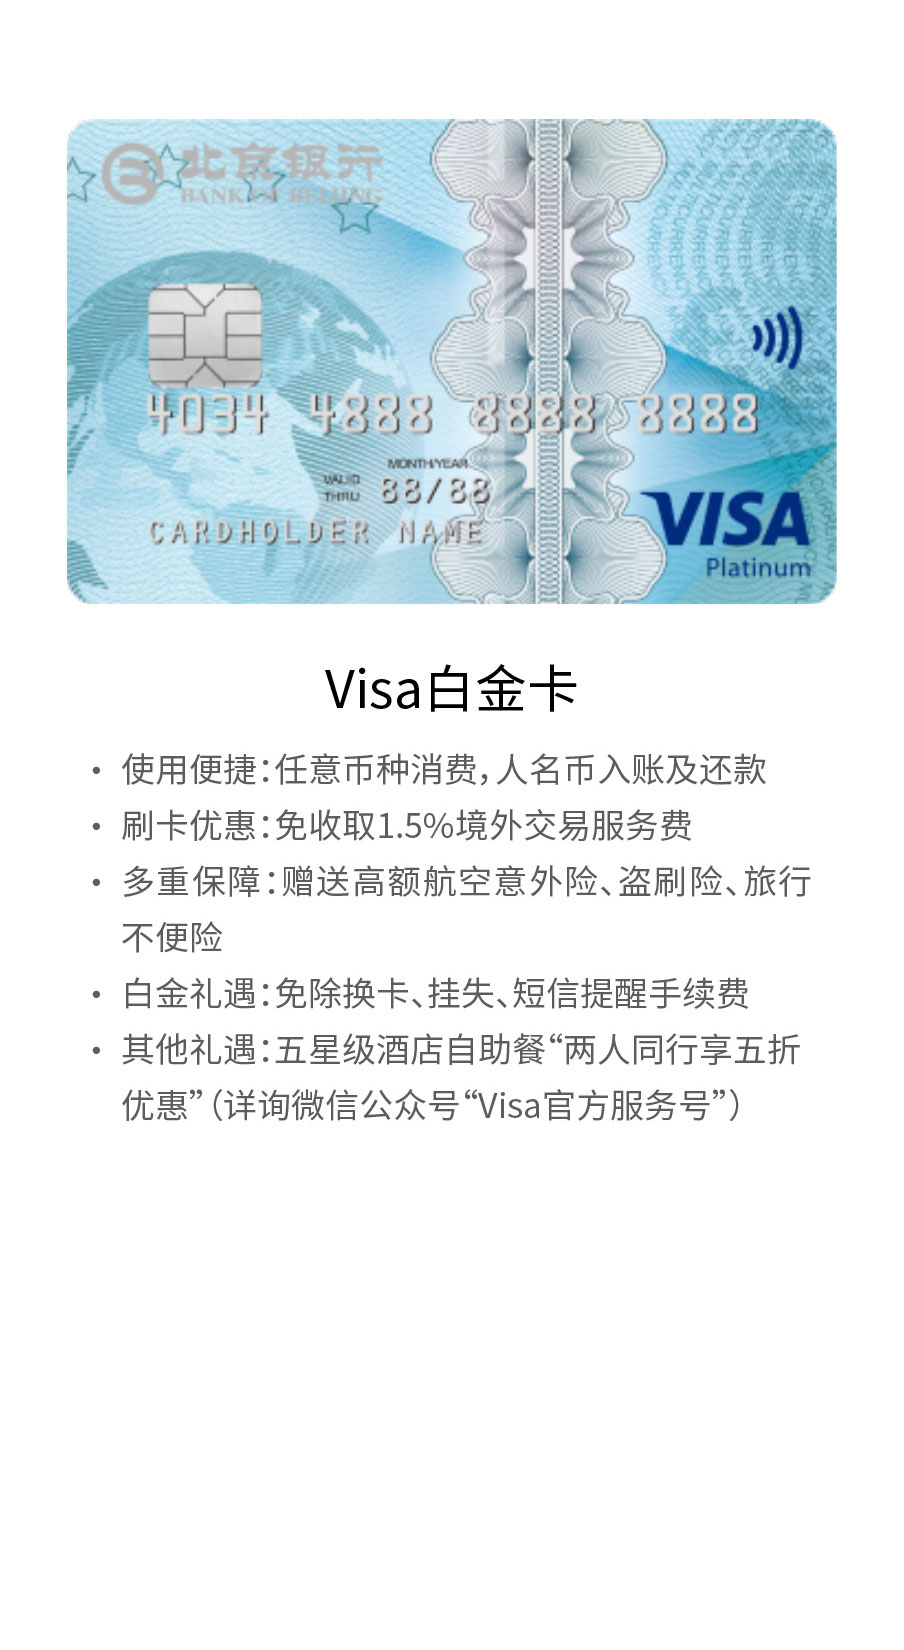 北京银行
BANK OF BEIJING
4034 4888 8888 8888
MONTH/YEAR
VALID
THRU
88/88
CARDHOLDER NAME
VISA
Platinum
Visa白金卡
• 使用便捷：任意币种消费，人名币入账及还款
• 刷卡优惠：免收取1.5%境外交易服务费
• 多重保障：赠送高额航空意外险、盗刷险、旅行
不便险
• 白金礼遇：免除换卡、挂失、短信提醒手续费
• 其他礼遇：五星级酒店自助餐“两人同行享五折
优惠”（详询微信公众号“Visa官方服务号”）